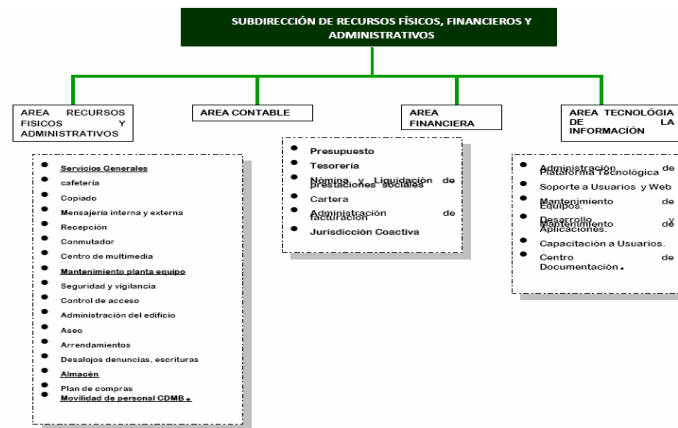 SUBDIRECCIÓN DE RECURSOS FÍSICOS, FINANCIEROS Y
ADMINISTRATIVOS
AREA RECURSOS
FISICOS Y
ADMINISTRATIVOS
AREA CONTABLE
AREA
FINANCIERA
AREA TECNOLÓGIA
DE LA
INFORMACÍÓN
Servicios Generales
cafetería
Copiado
Mensajería interna y externa
Recepción
Conmutador
Centro de multimedia
Mantenimiento planta equipo
Seguridad y vigilancia
Control de acceso
Administración del edificio
Aseo
Arrendamientos
Desalojos denuncias, escrituras
Almacén
Plan de compras
Movilidad de personal CDMB.
Presupuesto
Tesorería
Nómina y Liquidación de
prestaciones sociales
Cartera
Administración de
facturación
Jurisdicción Coactiva
Administración de
Plataforma Tecnológica
Soporte a Usuarios y Web
Mantenimiento de
Equipos.
Desarrollo y
Mantenimiento de
Aplicaciones.
Capacitación a Usuarios.
Centro de
Documentación.